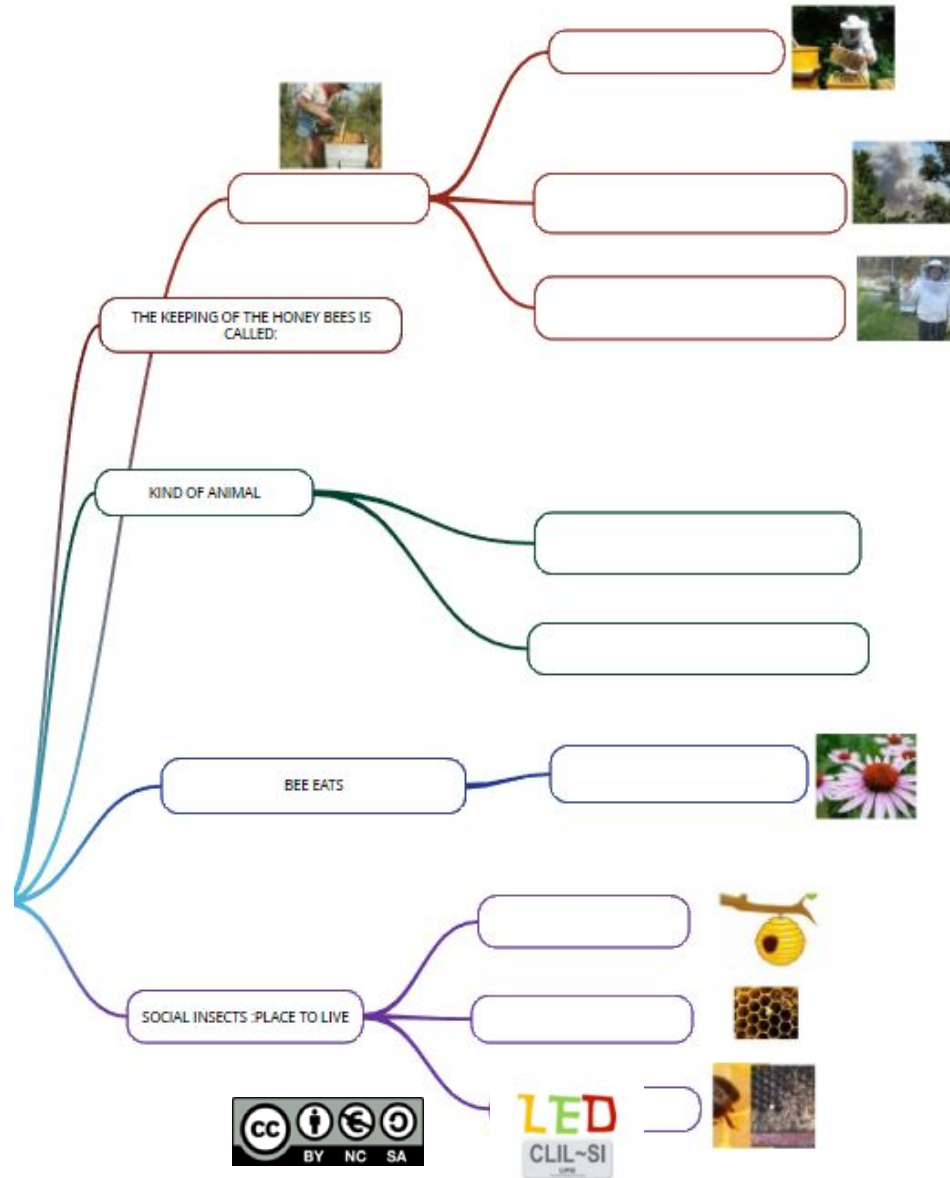 THE KEEPING OF THE HONEY BEES IS
CALLED:
KIND OF ANIMAL
BEE EATS
SOCIAL INSECTS :PLACE TO LIVE
cc
BY NC SA
LED
CLIL~SI